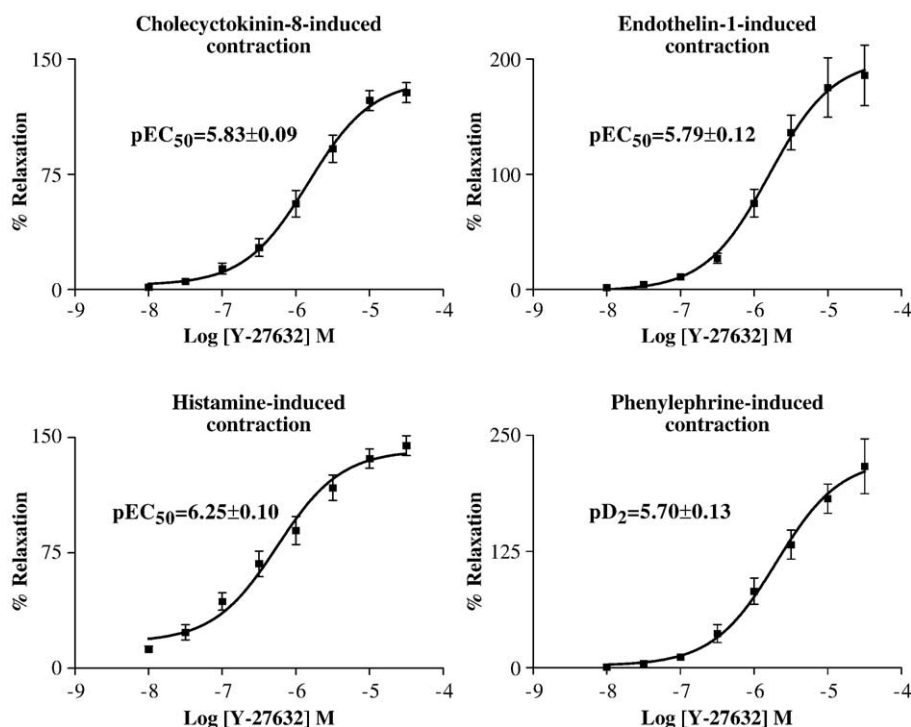 Cholecyctokinin-8-induced
contraction
150
75
0
% Relaxation
pEC50=5.83±0.09
-9 -8 -7 -6 -5 -4
Log [Y-27632] M
Endothelin-1-induced
contraction
200
100
0
% Relaxation
pEC50=5.79±0.12
-9 -8 -7 -6 -5 -4
Log [Y-27632] M
Histamine-induced
contraction
150
75
0
% Relaxation
pEC50=6.25±0.10
-9 -8 -7 -6 -5 -4
Log [Y-27632] M
Phenylephrine-induced
contraction
250
125
0
% Relaxation
pD2=5.70±0.13
-9 -8 -7 -6 -5 -4
Log [Y-27632] M